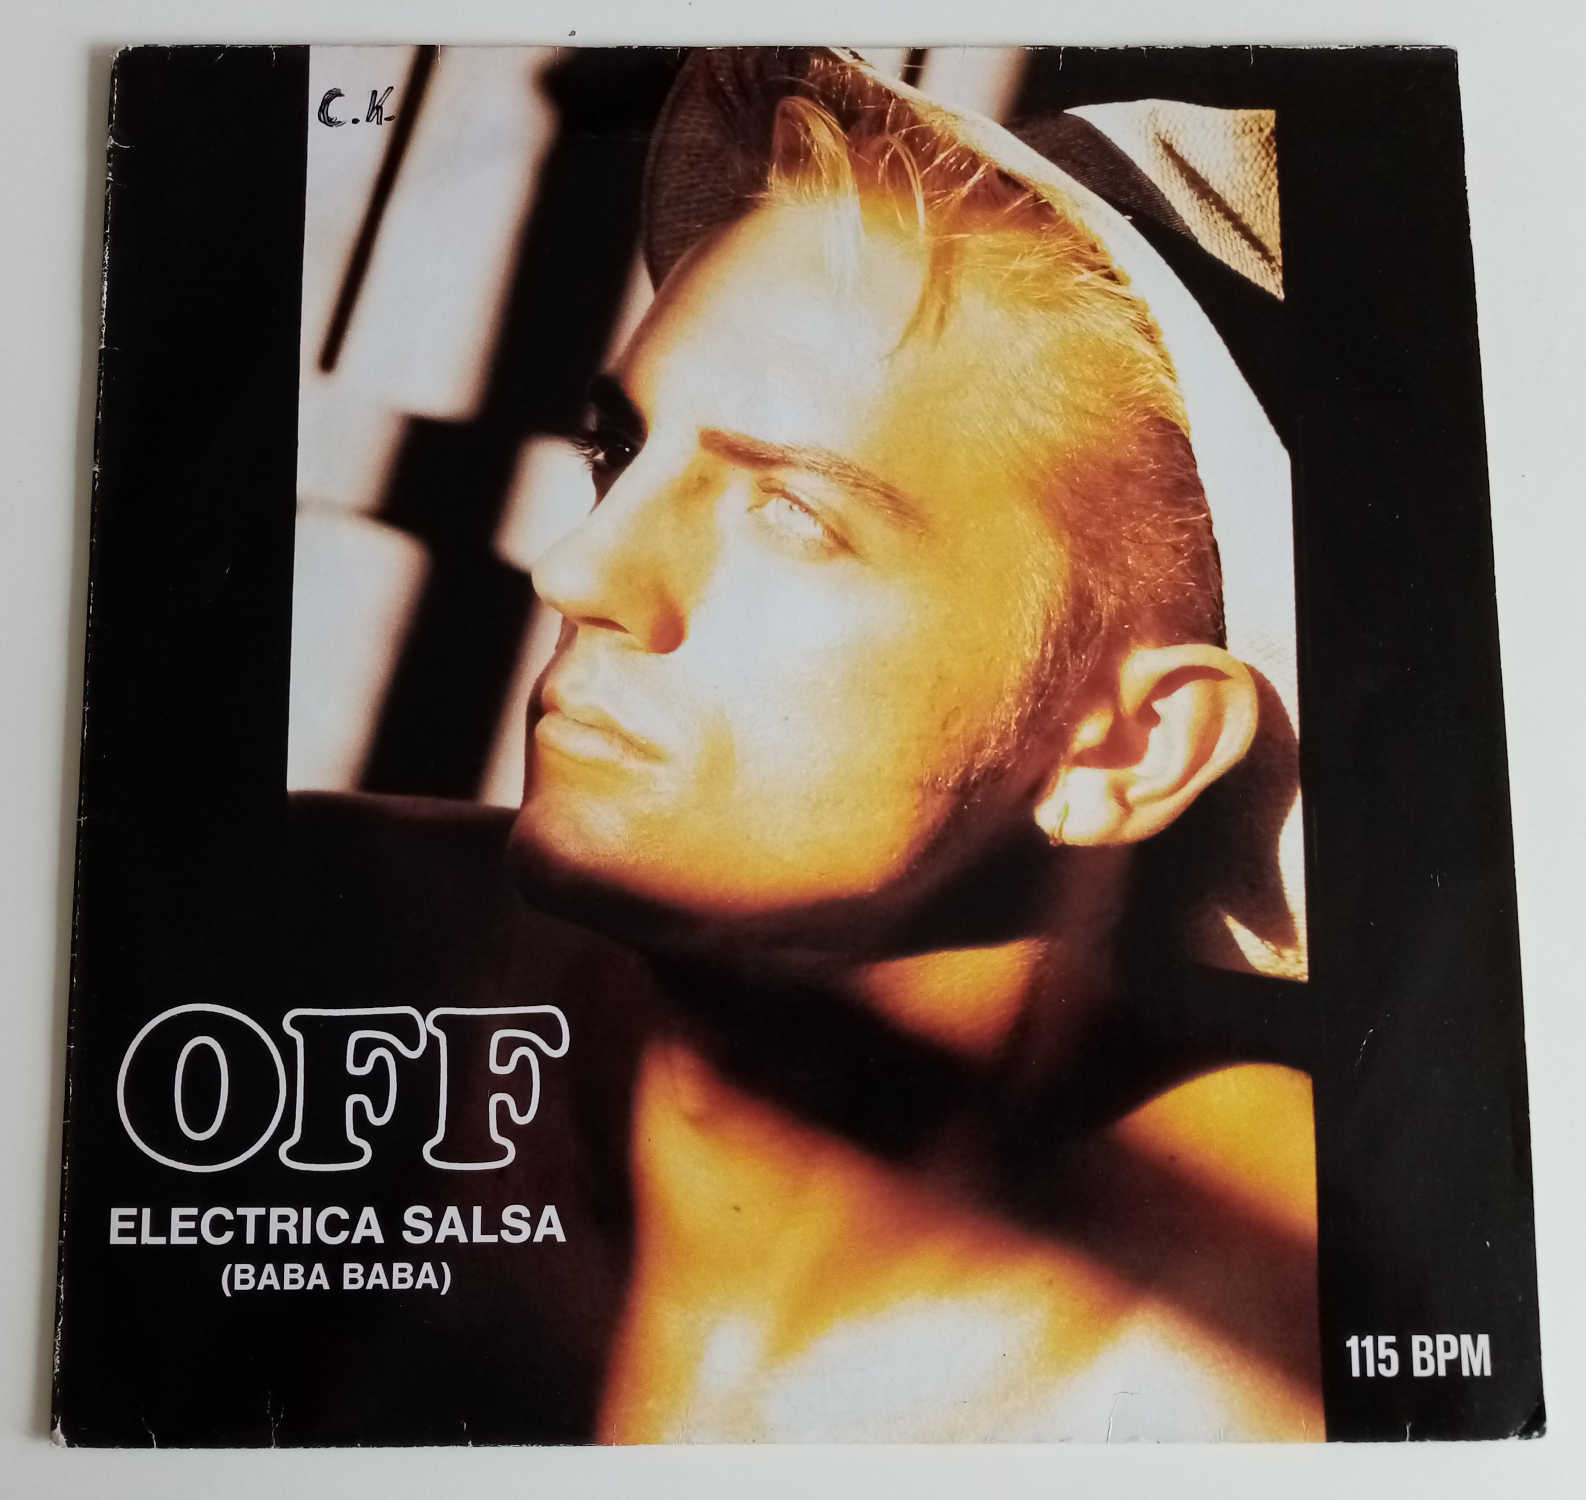 C.K.
OFF
ELECTRICA SALSA
(BABA BABA)
115 BPM